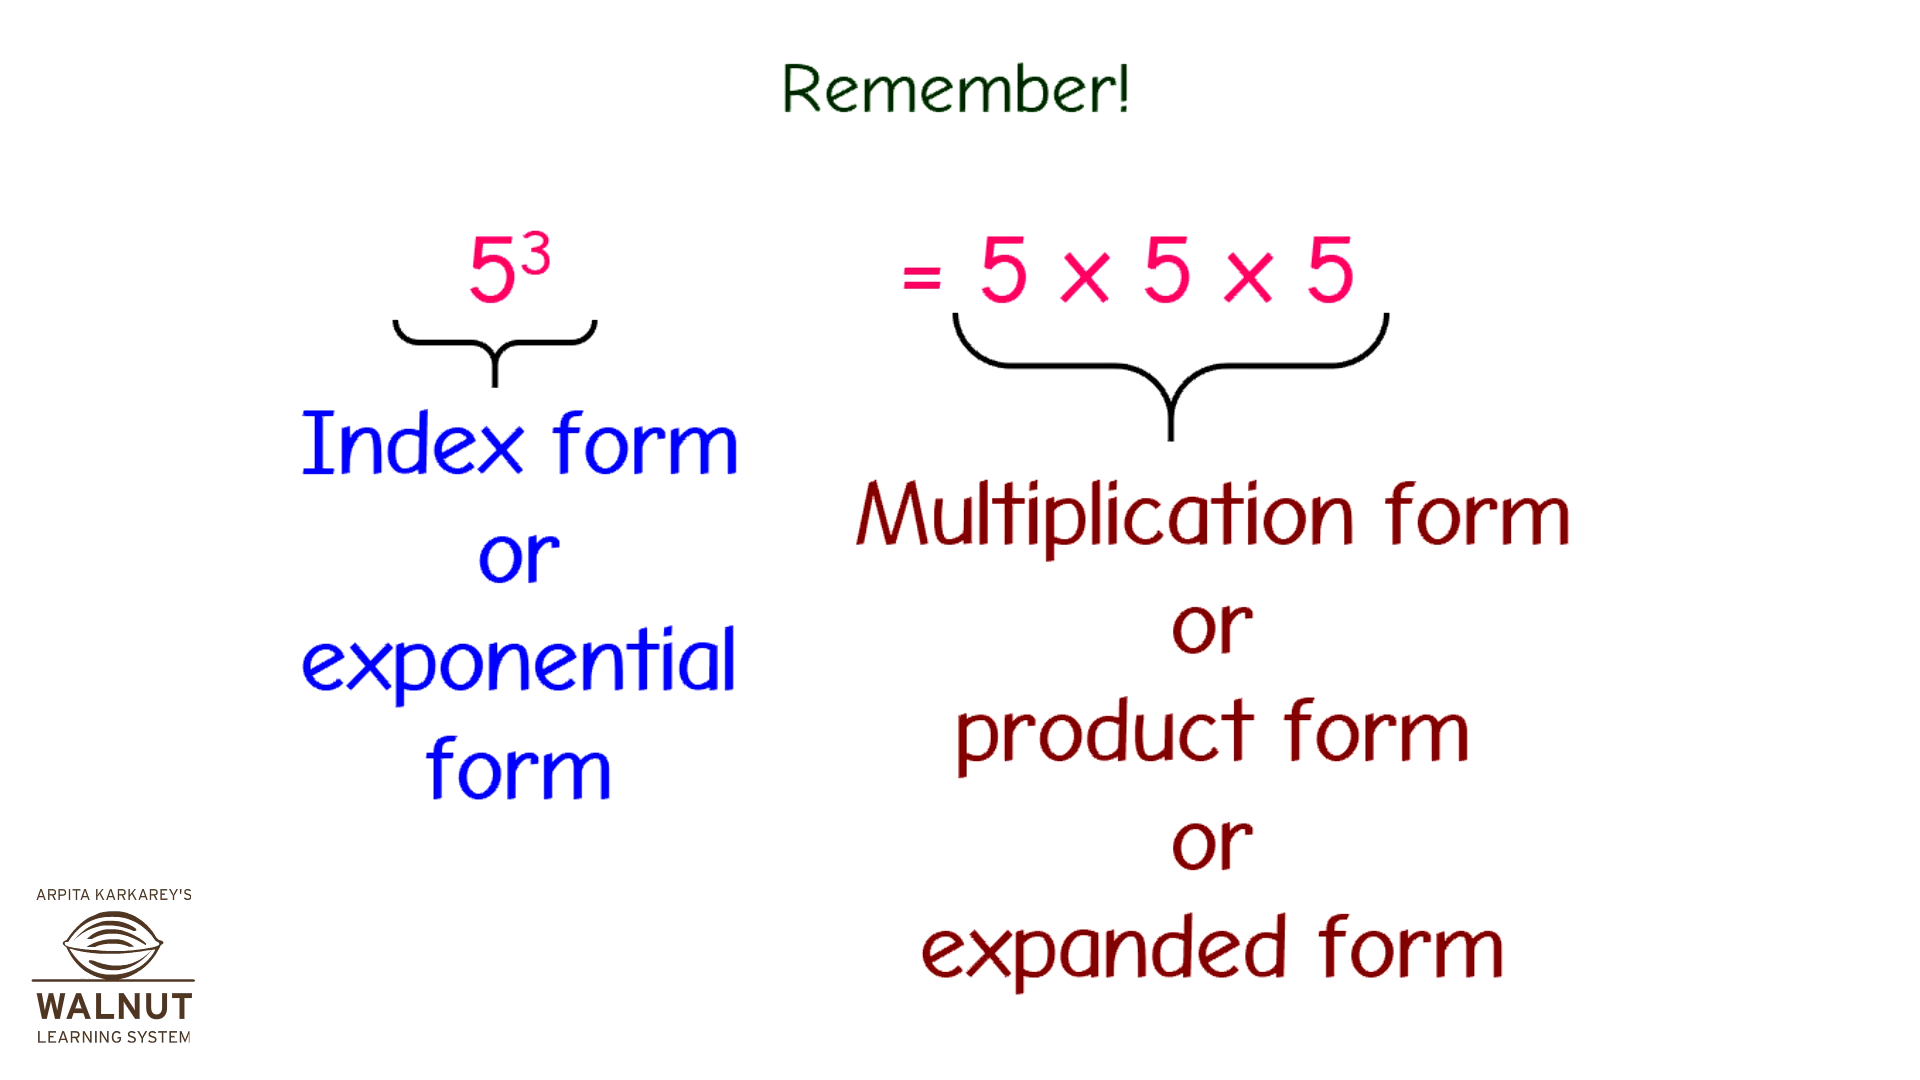 Remember!
5³ = 5 x 5 x 5
Index form
or
exponential
form
Multiplication form
or
product form
or
expanded form
ARPITA KARKAREY'S
WALNUT
LEARNING SYSTEM